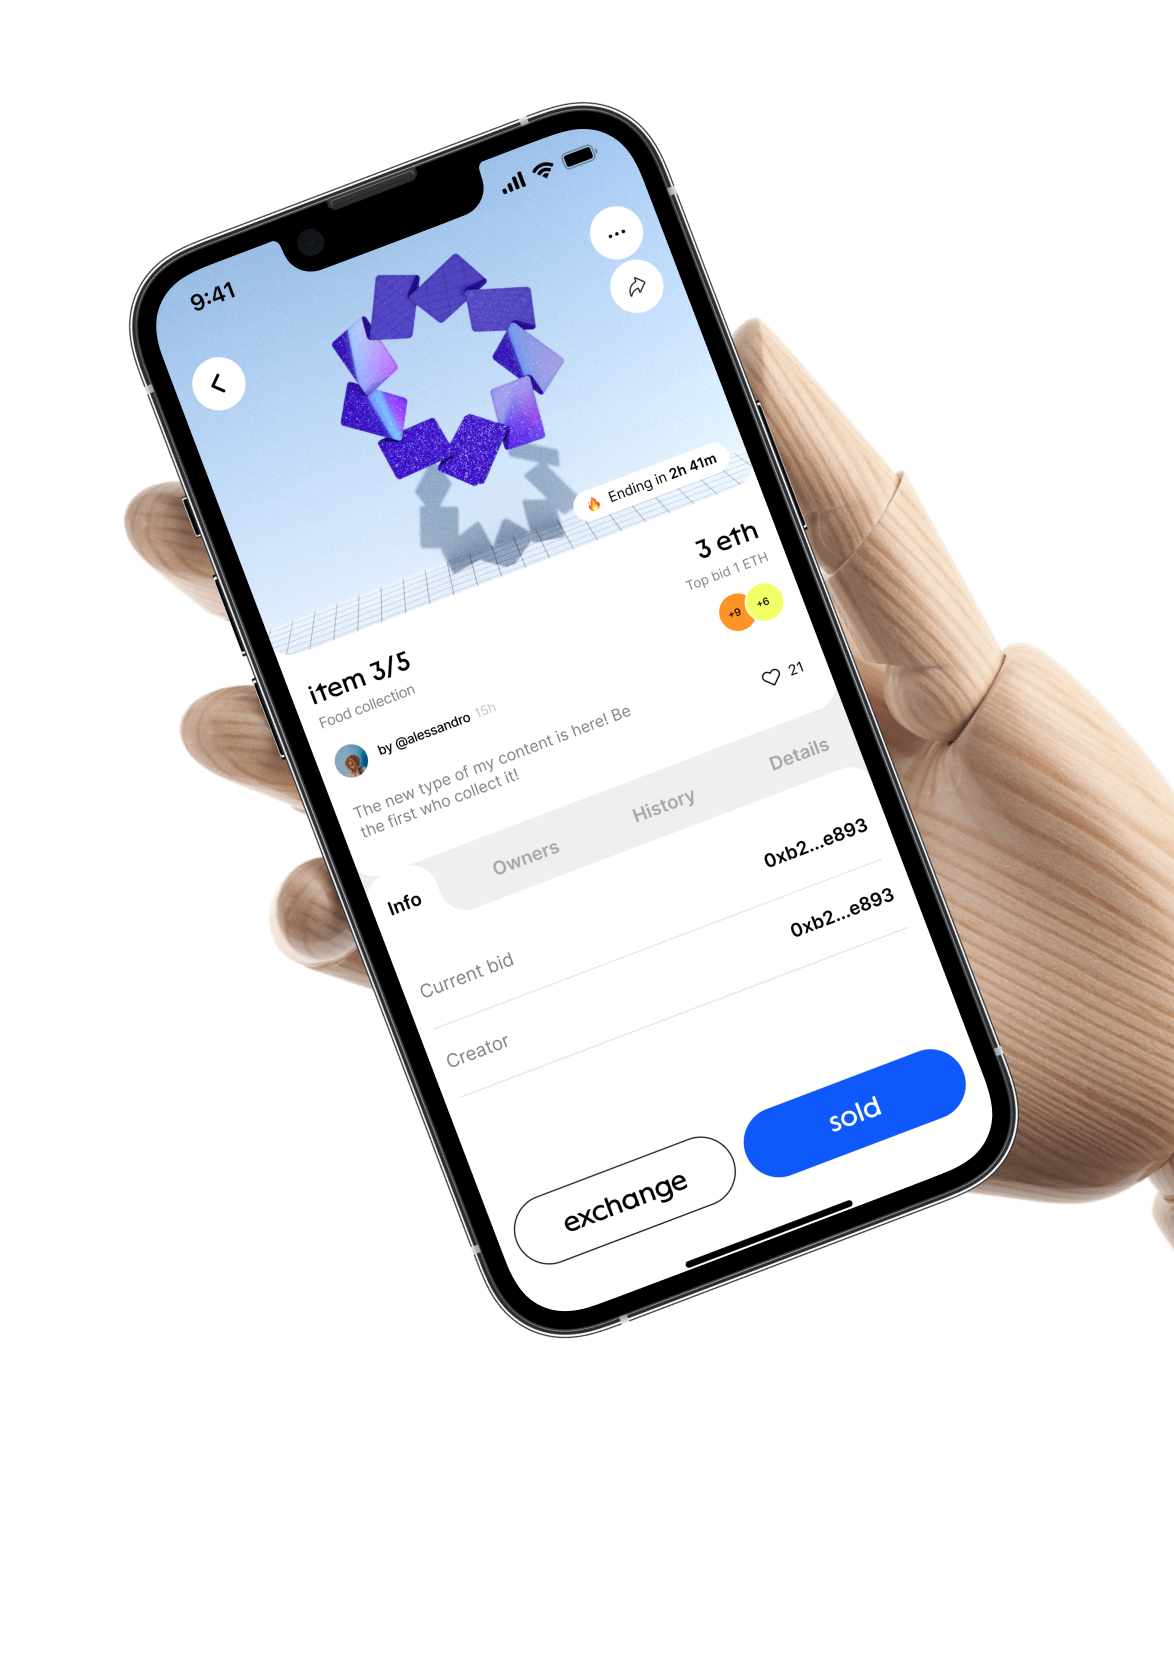 9:41
Ending in 2h 41m
3 eth
Top bid 1 ETH
+9
+6
item 3/5
Food collection
by @alessandro 15h
21
The new type of my content is here! Be
the first who collect it!
Info
Owners
History
Details
Current bid
0xb2...e893
Creator
0xb2...e893
exchange
sold